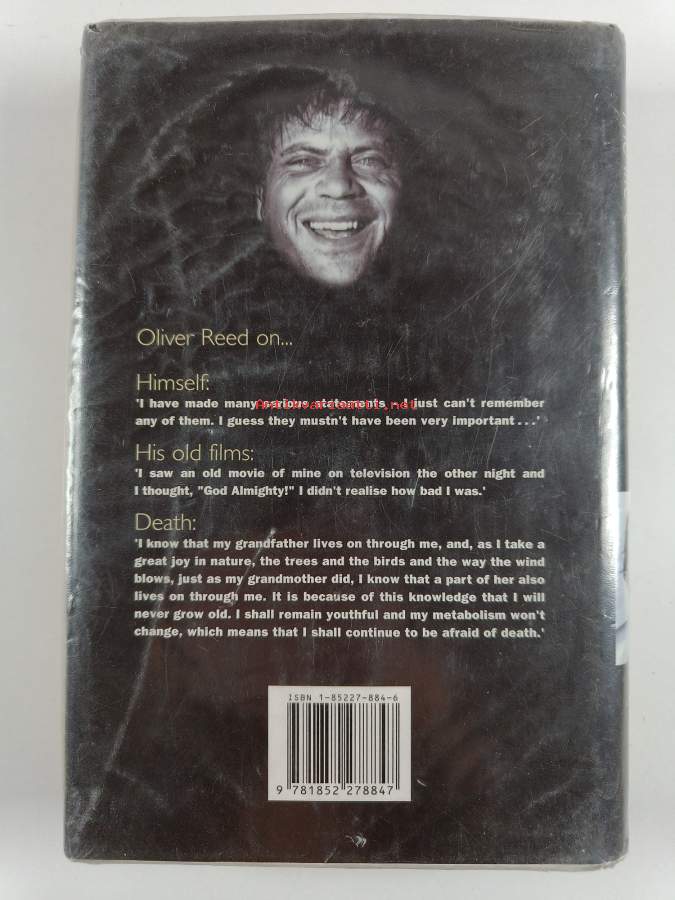 Oliver Reed on...
Himself:
'I have made many serious statements – I just can't remember
any of them. I guess they mustn't have been very important . . .'
Antikvariaatti.net
His old films:
'I saw an old movie of mine on television the other night and
I thought, "God Almighty!" I didn't realise how bad I was.'
Death:
'I know that my grandfather lives on through me, and, as I take a
great joy in nature, the trees and the birds and the way the wind
blows, just as my grandmother did, I know that a part of her also
lives on through me. It is because of this knowledge that I will
never grow old. I shall remain youthful and my metabolism won't
change, which means that I shall continue to be afraid of death.'
ISBN 1-85227-884-6
9 781852 278847